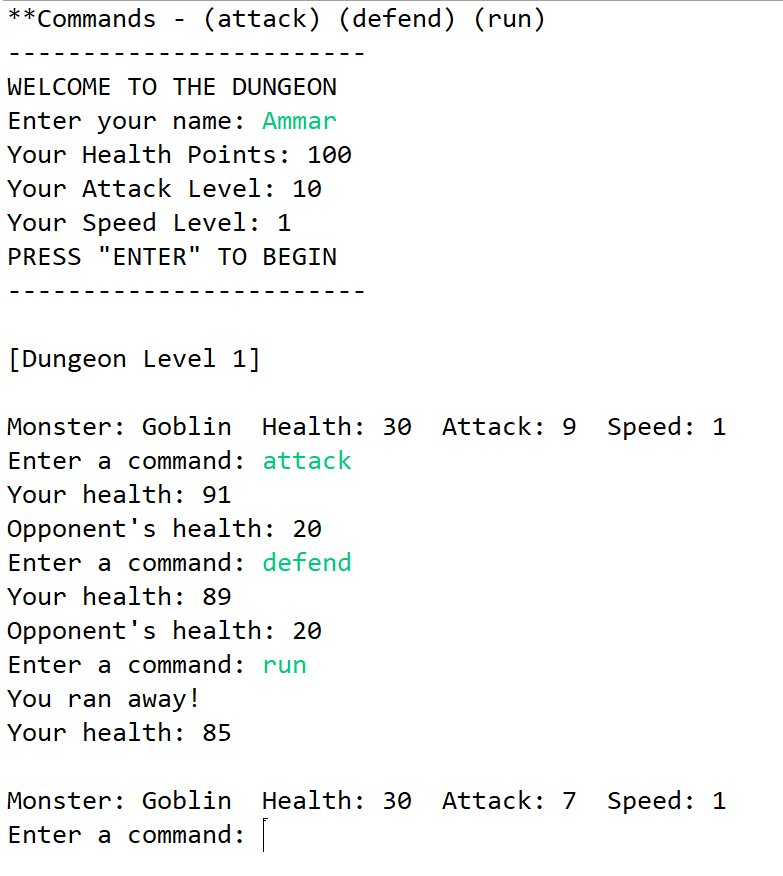 **Commands - (attack) (defend) (run)
------------------------
WELCOME TO THE DUNGEON
Enter your name: Ammar
Your Health Points: 100
Your Attack Level: 10
Your Speed Level: 1
PRESS "ENTER" TO BEGIN
------------------------
[Dungeon Level 1]
Monster: Goblin  Health: 30  Attack: 9  Speed: 1
Enter a command: attack
Your health: 91
Opponent's health: 20
Enter a command: defend
Your health: 89
Opponent's health: 20
Enter a command: run
You ran away!
Your health: 85
Monster: Goblin  Health: 30  Attack: 7  Speed: 1
Enter a command: